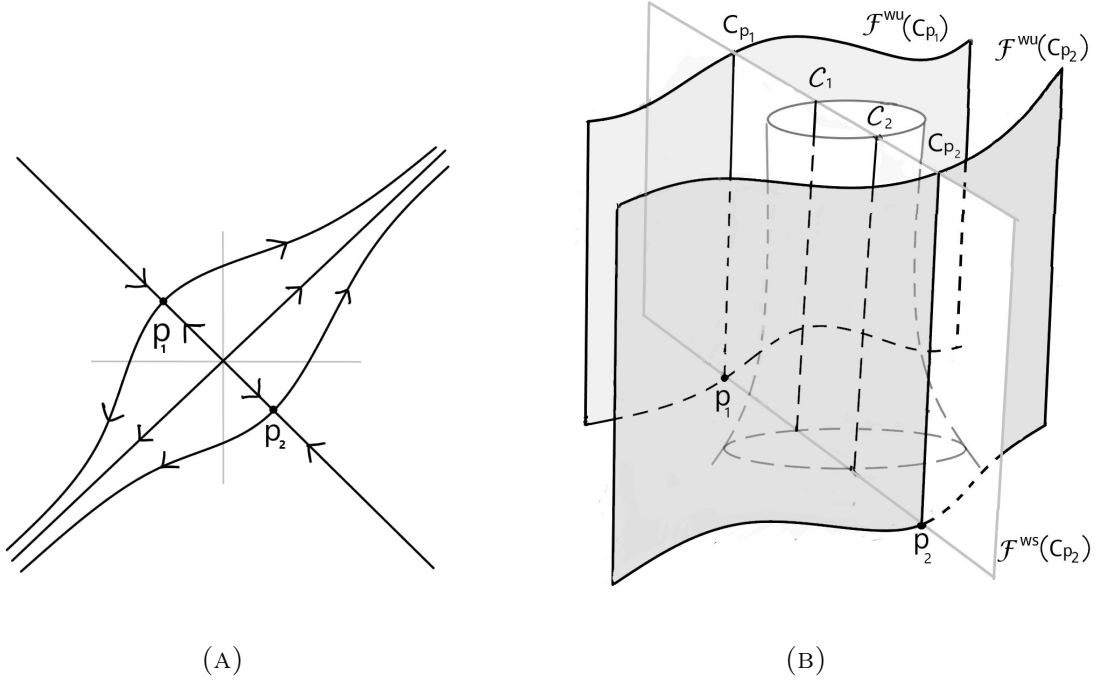 p₁
p₂
(A)
Cp₁
𝓕ʷᵘ(Cp₁)
𝓕ʷᵘ(Cp₂)
𝒞₁
𝒞₂
Cp₂
p₁
p₂
𝓕ʷˢ(Cp₂)
(B)